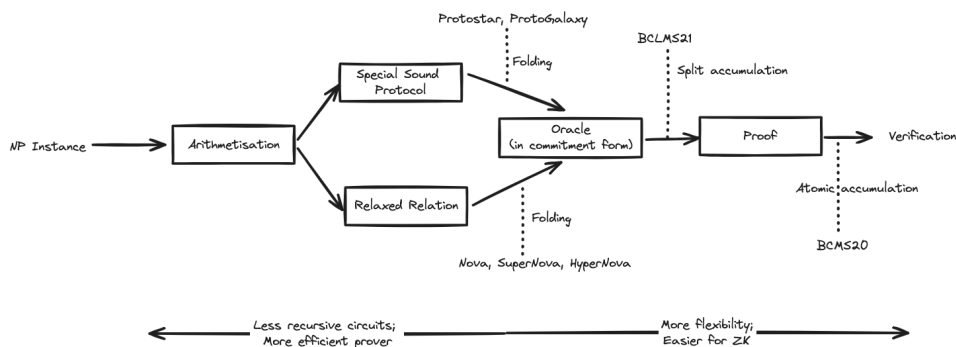 Protostar, ProtoGalaxy
Folding
BCLMS21
Split accumulation
Special Sound
Protocol
NP Instance
Arithmetisation
Oracle
(in commitment form)
Proof
Verification
Relaxed Relation
Folding
Atomic accumulation
BCMS20
Nova, SuperNova, HyperNova
Less recursive circuits;
More efficient prover
More flexibility;
Easier for ZK